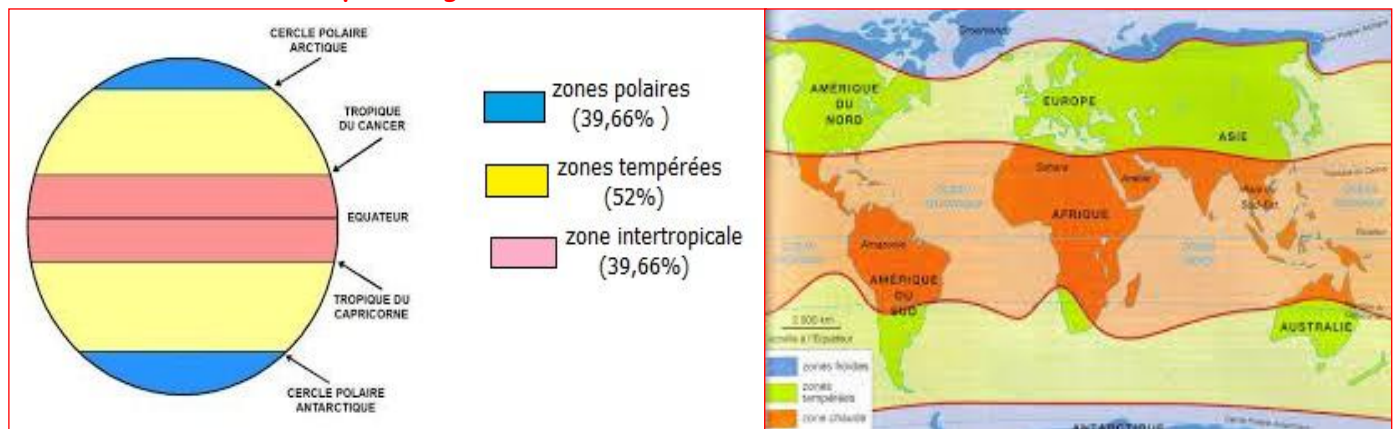 CERCLE POLAIRE
ARCTIQUE
TROPIQUE
DU CANCER
EQUATEUR
TROPIQUE DU
CAPRICORNE
CERCLE POLAIRE
ANTARCTIQUE
zones polaires
(39,66% )
zones tempérées
(52%)
zone intertropicale
(39,66%)
Groenland
AMÉRIQUE
DU
NORD
EUROPE
ASIE
Sahara
Arabie
AFRIQUE
Amazonie
AMÉRIQUE
DU
SUD
AUSTRALIE
à l'Equateur
zones froides
zones
tempérées
zone chaude
ANTARCTIQUE